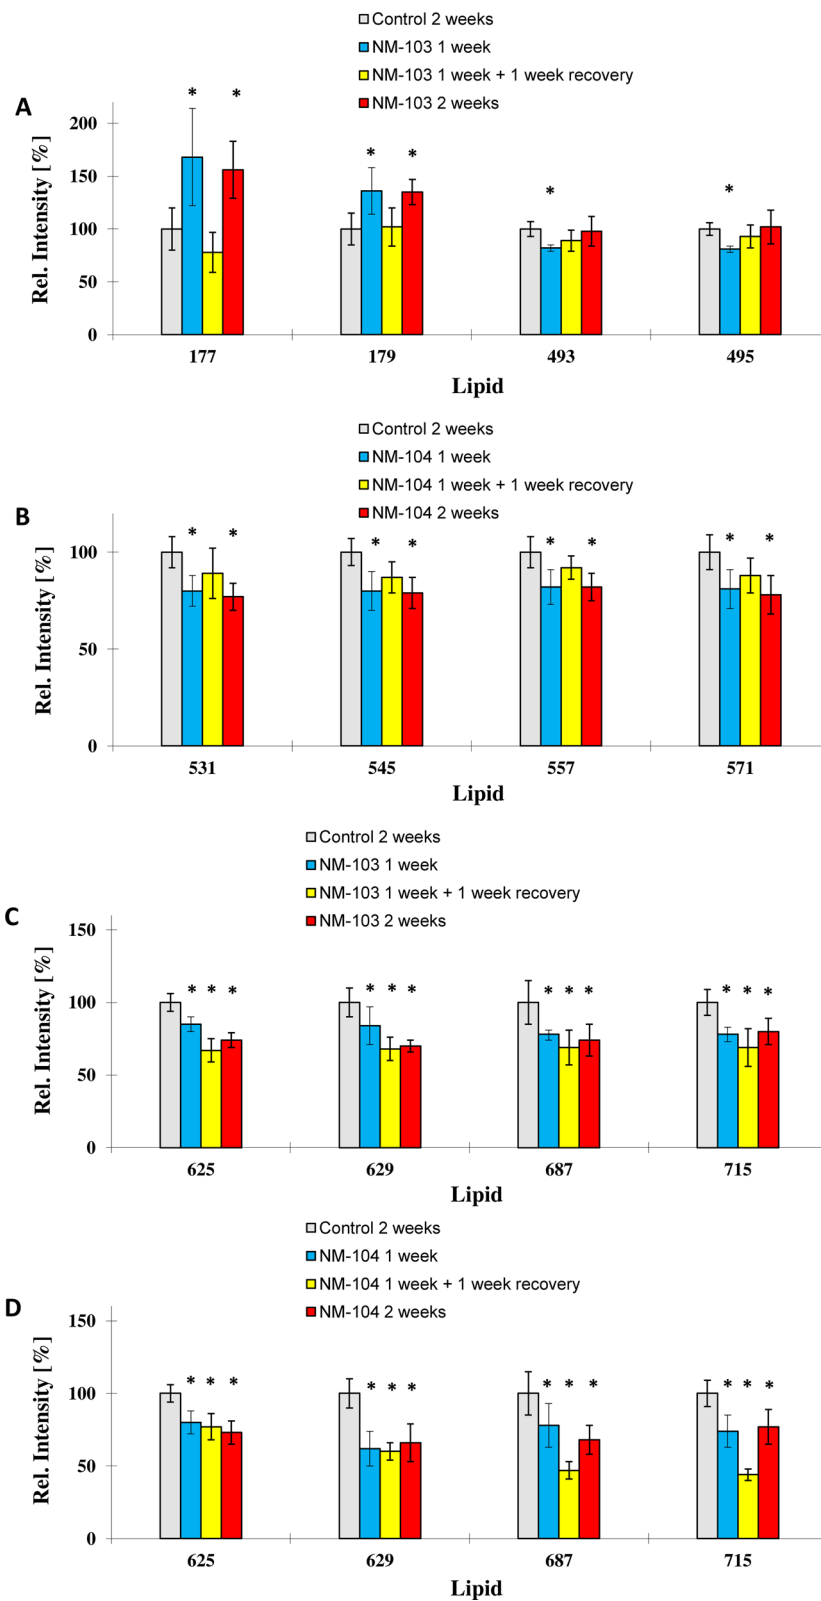 Control 2 weeks
NM-103 1 week
NM-103 1 week + 1 week recovery
NM-103 2 weeks
A
Rel. Intensity [%]
200
150
100
50
0
* * * * * *
177 179 493 495
Lipid
Control 2 weeks
NM-104 1 week
NM-104 1 week + 1 week recovery
NM-104 2 weeks
B
Rel. Intensity [%]
100
50
0
* * * * * * * *
531 545 557 571
Lipid
Control 2 weeks
NM-103 1 week
NM-103 1 week + 1 week recovery
NM-103 2 weeks
C
Rel. Intensity [%]
150
100
50
0
* * * * * * * * * * * *
625 629 687 715
Lipid
Control 2 weeks
NM-104 1 week
NM-104 1 week + 1 week recovery
NM-104 2 weeks
D
Rel. Intensity [%]
150
100
50
0
* * * * * * * * * * * *
625 629 687 715
Lipid